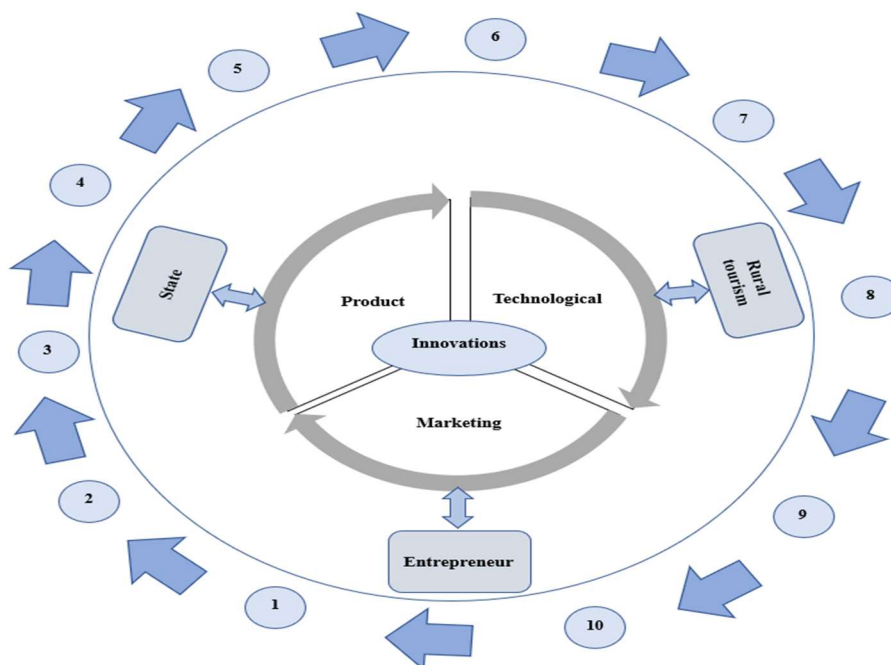 6
5
7
4
State
Rural
tourism
Product
Technological
8
Innovations
3
Marketing
2
9
Entrepreneur
1
10